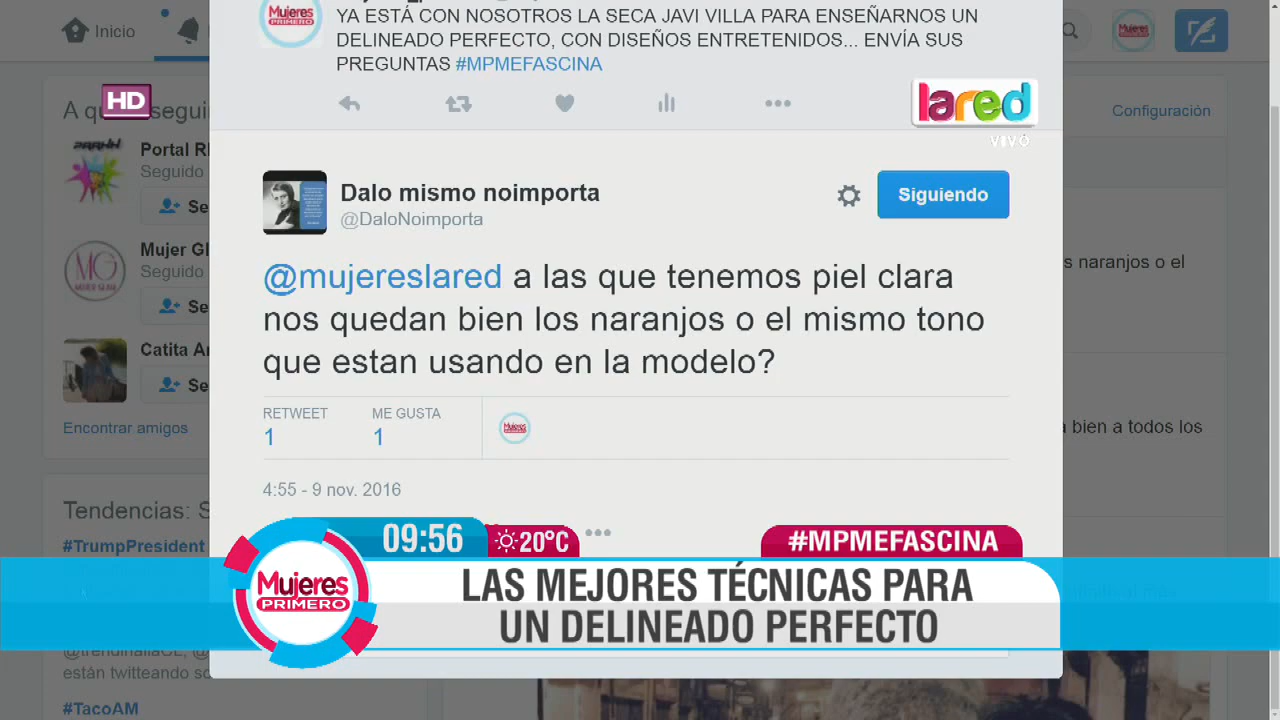 Inicio
Mujeres
PRIMERO
YA ESTÁ CON NOSOTROS LA SECA JAVI VILLA PARA ENSEÑARNOS UN
DELINEADO PERFECTO, CON DISEÑOS ENTRETENIDOS... ENVÍA SUS
PREGUNTAS #MPMEFASCINA
HD
lared
VIVO
Configuración
Portal
Seguido
Dalo mismo noimporta
@DaloNoimporta
Siguiendo
Mujer
Seguido
MG
@mujereslared a las que tenemos piel clara
nos quedan bien los naranjos o el mismo tono
que estan usando en la modelo?
s naranjos o el
Catita
Encontrar amigos
RETWEET ME GUSTA
1 1
Mujeres
bien a todos los
4:55 - 9 nov. 2016
Tendencias:
#TrumpPresident
09:56
20°C
#MPMEFASCINA
Mujeres
PRIMERO
LAS MEJORES TÉCNICAS PARA
UN DELINEADO PERFECTO
están twitteando
#TacoAM